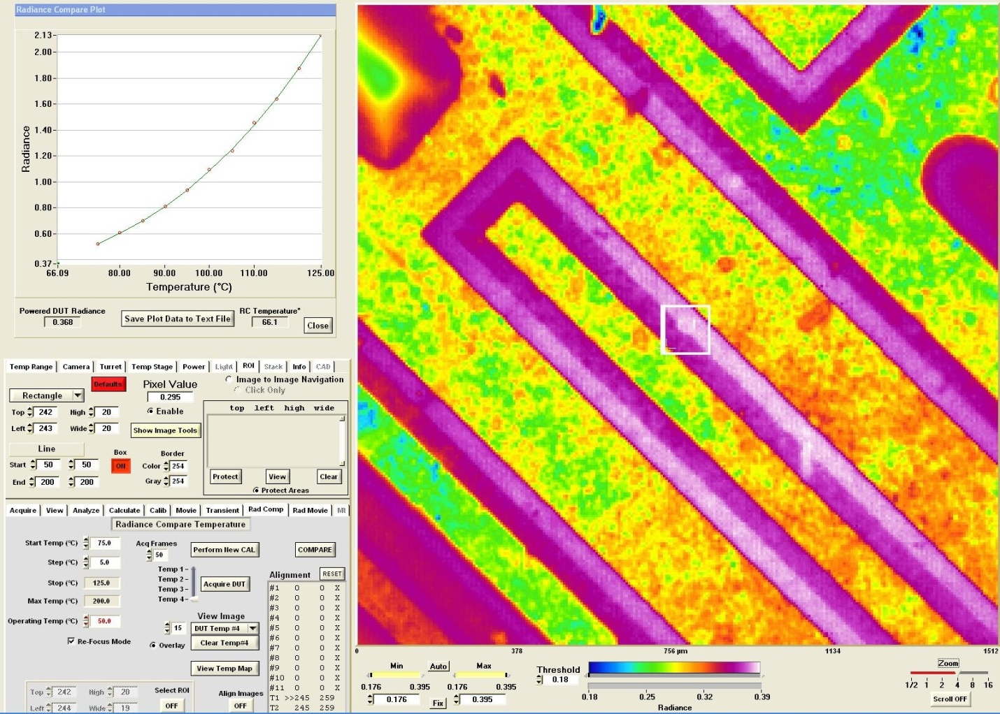 Radiance Compare Plot
2.13
2.00
1.80
1.60
1.40
1.20
1.00
0.80
0.60
0.37
Radiance
66.09 80.00 90.00 100.00 110.00 125.00
Temperature (°C)
Powered DUT Radiance
0.368
Save Plot Data to Text File
RC Temperature*
66.1
Close
Temp Range Camera Turret Temp Stage Power Light ROI Stack Info CAD
Defaults
Rectangle
Pixel Value
0.295
Enable
Image to Image Navigation
Click Only
Top 242 High 20
Left 243 Wide 20
Show Image Tools
top left high wide
Line
Start 50 50
End 200 200
Box
ON
Border
Color 254
Gray 254
Protect View Clear
Protect Areas
Acquire View Analyze Calculate Calib Movie Transient Rad Comp Rad Movie
Radiance Compare Temperature
Start Temp (°C) 75.0
Step (°C) 5.0
Stop (°C) 125.0
Max Temp (°C) 200.0
Operating Temp (°C) 50.0
Re-Focus Mode
Acq Frames
50
Perform New CAL
COMPARE
Temp 1
Temp 2
Temp 3
Temp 4
Acquire DUT
View Image
15 DUT Temp #4
Overlay Clear Temp#4
View Temp Map
Alignment RESET
#1 0 0 X
#2 0 0 X
#3 0 0 X
#4 0 0 X
#5 0 0 X
#6 0 0 X
#7 0 0 X
#8 0 0 X
#9 0 0 X
#10 0 0 X
#11 0 0 X
T1 >>245 259
T2 245 259
Top 242 High 20
Left 244 Wide 19
Select ROI
OFF
Align Images
OFF
0 378 756 µm 1134 1512
Min Auto Max
0.176 0.395 0.176 0.395
0.176 Fix 0.395
Threshold
0.18
0.18 0.25 0.32 0.39
Radiance
Zoom
1/2 1 2 4 8 16
Scroll OFF